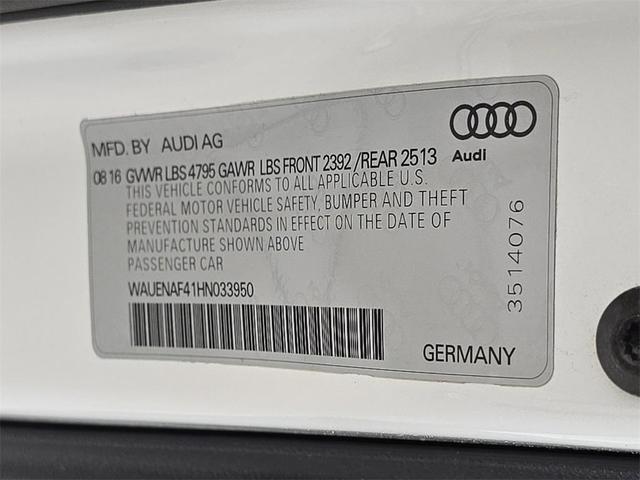 MFD. BY AUDI AG
08 16 GVWR LBS 4795 GAWR LBS FRONT 2392 /REAR 2513
Audi
THIS VEHICLE CONFORMS TO ALL APPLICABLE U.S.
FEDERAL MOTOR VEHICLE SAFETY, BUMPER AND THEFT
PREVENTION STANDARDS IN EFFECT ON THE DATE OF
MANUFACTURE SHOWN ABOVE
PASSENGER CAR
WAUENAF41HN033950
GERMANY
3514076